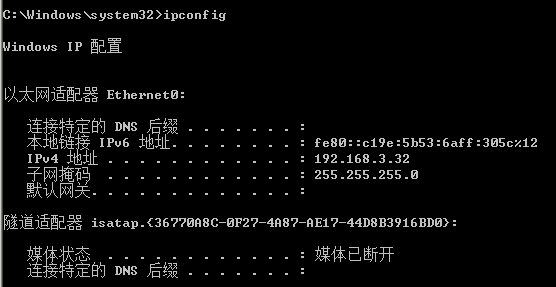 C:\Windows\system32>ipconfig
Windows IP 配置
以太网适配器 Ethernet0:
连接特定的 DNS 后缀 . . . . . . . :
本地链接 IPv6 地址. . . . . . . . : fe80::c19e:5b53:6aff:305c%12
IPv4 地址 . . . . . . . . . . . . : 192.168.3.32
子网掩码  . . . . . . . . . . . . : 255.255.255.0
默认网关. . . . . . . . . . . . . :
隧道适配器 isatap.{36770A8C-0F27-4A87-AE17-44D8B3916BD0}:
媒体状态  . . . . . . . . . . . . : 媒体已断开
连接特定的 DNS 后缀 . . . . . . . :